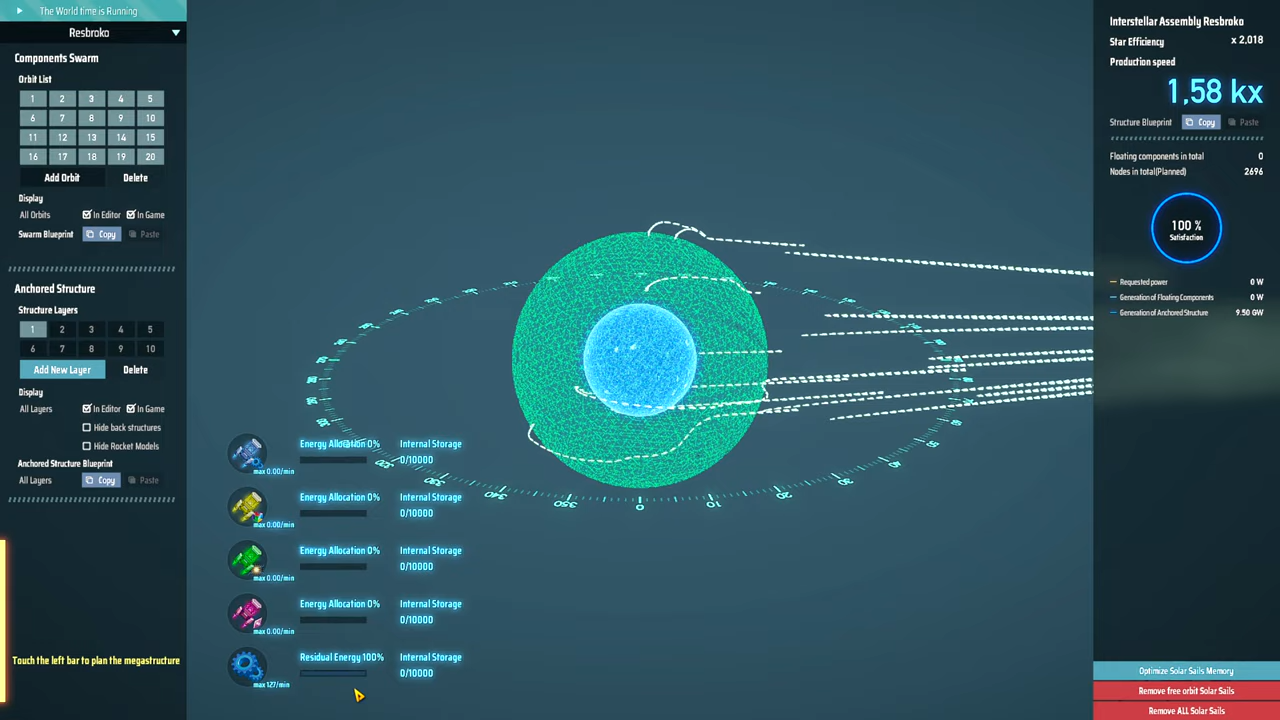 The World time is Running
Resbroko
Components Swarm
Orbit List
1 2 3 4 5
6 7 8 9 10
11 12 13 14 15
16 17 18 19 20
Add Orbit Delete
Display
All Orbits In Editor In Game
Swarm Blueprint Copy Paste
Anchored Structure
Structure Layers
1 2 3 4 5
6 7 8 9 10
Add New Layer Delete
Display
All Layers In Editor In Game
Hide back structures
Hide Rocket Models
Anchored Structure Blueprint
All Layers Copy Paste
Touch the left bar to plan the megastructure
Energy Allocation 0% Internal Storage
max 0.00/min 0/10000
Energy Allocation 0% Internal Storage
max 0.00/min 0/10000
Energy Allocation 0% Internal Storage
max 0.00/min 0/10000
Energy Allocation 0% Internal Storage
max 0.00/min 0/10000
Residual Energy 100% Internal Storage
max 127/min 0/10000
350 0 10
Interstellar Assembly Resbroko
Star Efficiency x 2,018
Production speed
1,58 kx
Structure Blueprint Copy Paste
Floating components in total 0
Nodes in total(Planned) 2696
100 %
Satisfaction
Requested power 0 W
Generation of Floating Components 0 W
Generation of Anchored Structure 9.50 GW
Optimize Solar Sails Memory
Remove free orbit Solar Sails
Remove ALL Solar Sails